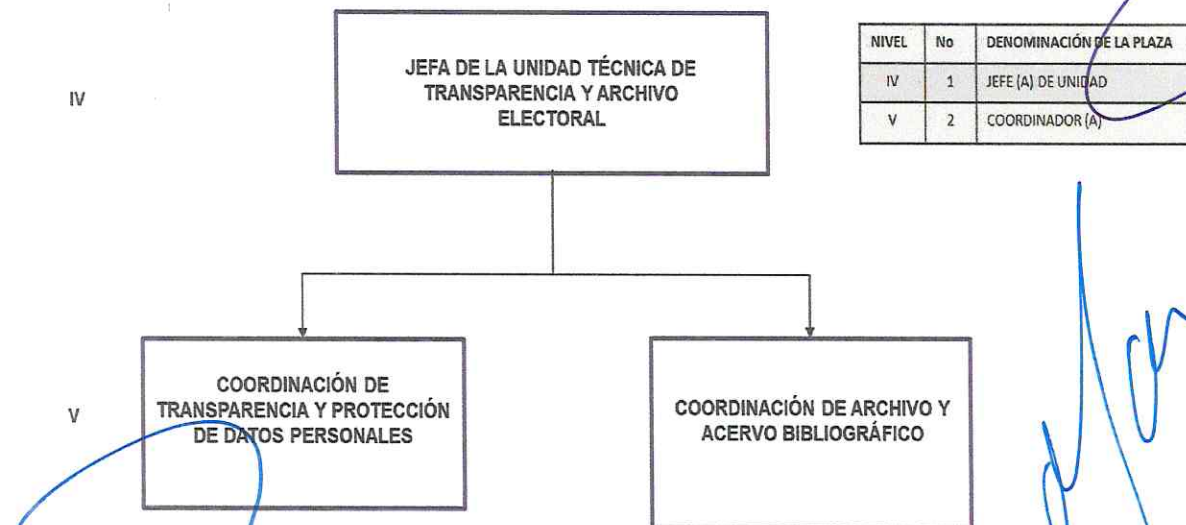 NIVEL No DENOMINACIÓN DE LA PLAZA
IV 1 JEFE (A) DE UNIDAD
V 2 COORDINADOR (A)
IV
JEFA DE LA UNIDAD TÉCNICA DE
TRANSPARENCIA Y ARCHIVO
ELECTORAL
V
COORDINACIÓN DE
TRANSPARENCIA Y PROTECCIÓN
DE DATOS PERSONALES
COORDINACIÓN DE ARCHIVO Y
ACERVO BIBLIOGRÁFICO